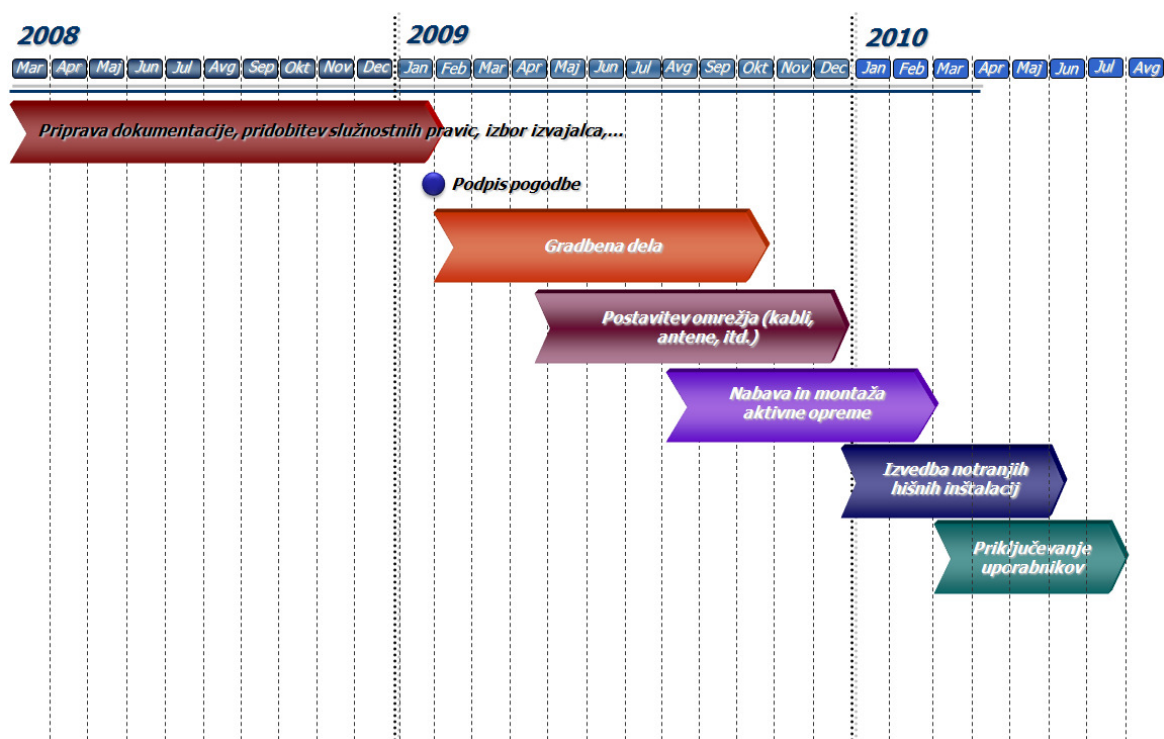 2008
2009
2010
Mar Apr Maj Jun Jul Avg Sep Okt Nov Dec Jan Feb Mar Apr Maj Jun Jul Avg Sep Okt Nov Dec Jan Feb Mar Apr Maj Jun Jul Avg
Priprava dokumentacije, pridobitev služnostnih pravic, izbor izvajalca,...
Podpis pogodbe
Gradbena dela
Postavitev omrežja (kabli,
antene, itd.)
Nabava in montaža
aktivne opreme
Izvedba notranjih
hišnih inštalacij
Priključevanje
uporabnikov